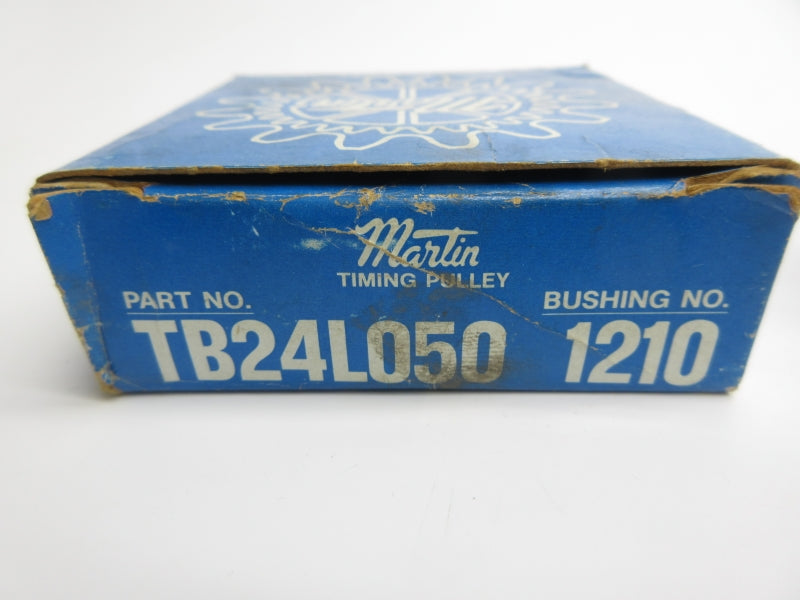 Martin
TIMING PULLEY
PART NO.
TB24L050
BUSHING NO.
1210